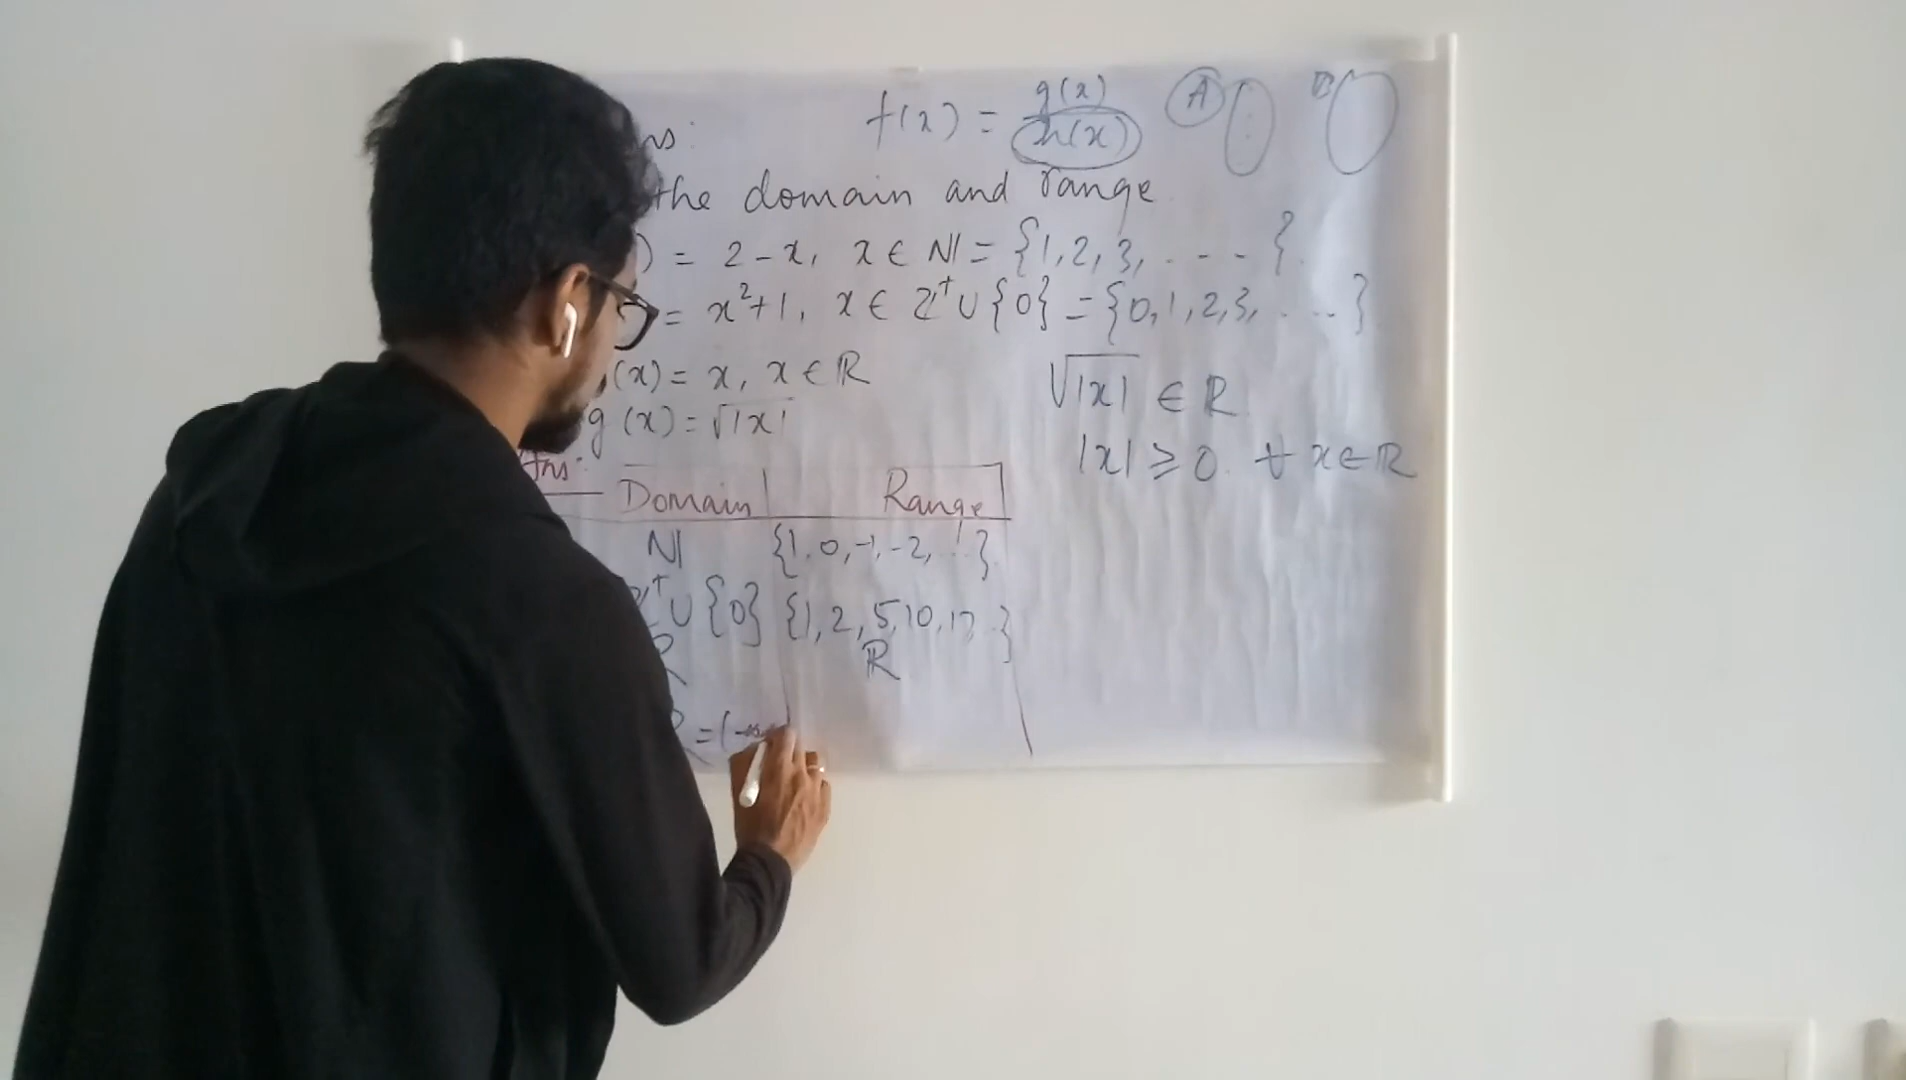 f(x) = g(x)/h(x) A B
ns:
the domain and range
) = 2-x, x ∈ ℕ = {1, 2, 3, . - - - }.
= x²+1, x ∈ ℤ⁺∪{0} = {0, 1, 2, 3, . . . . }
(x) = x, x ∈ ℝ
g(x) = √|x|
√|x| ∈ ℝ
|x| ≥ 0 ∀ x ∈ ℝ
Ans:
Domain Range
ℕ {1, 0, -1, -2, ...}
ℤ⁺∪{0} {1, 2, 5, 10, 17 .}
ℝ ℝ
ℝ = (-∞